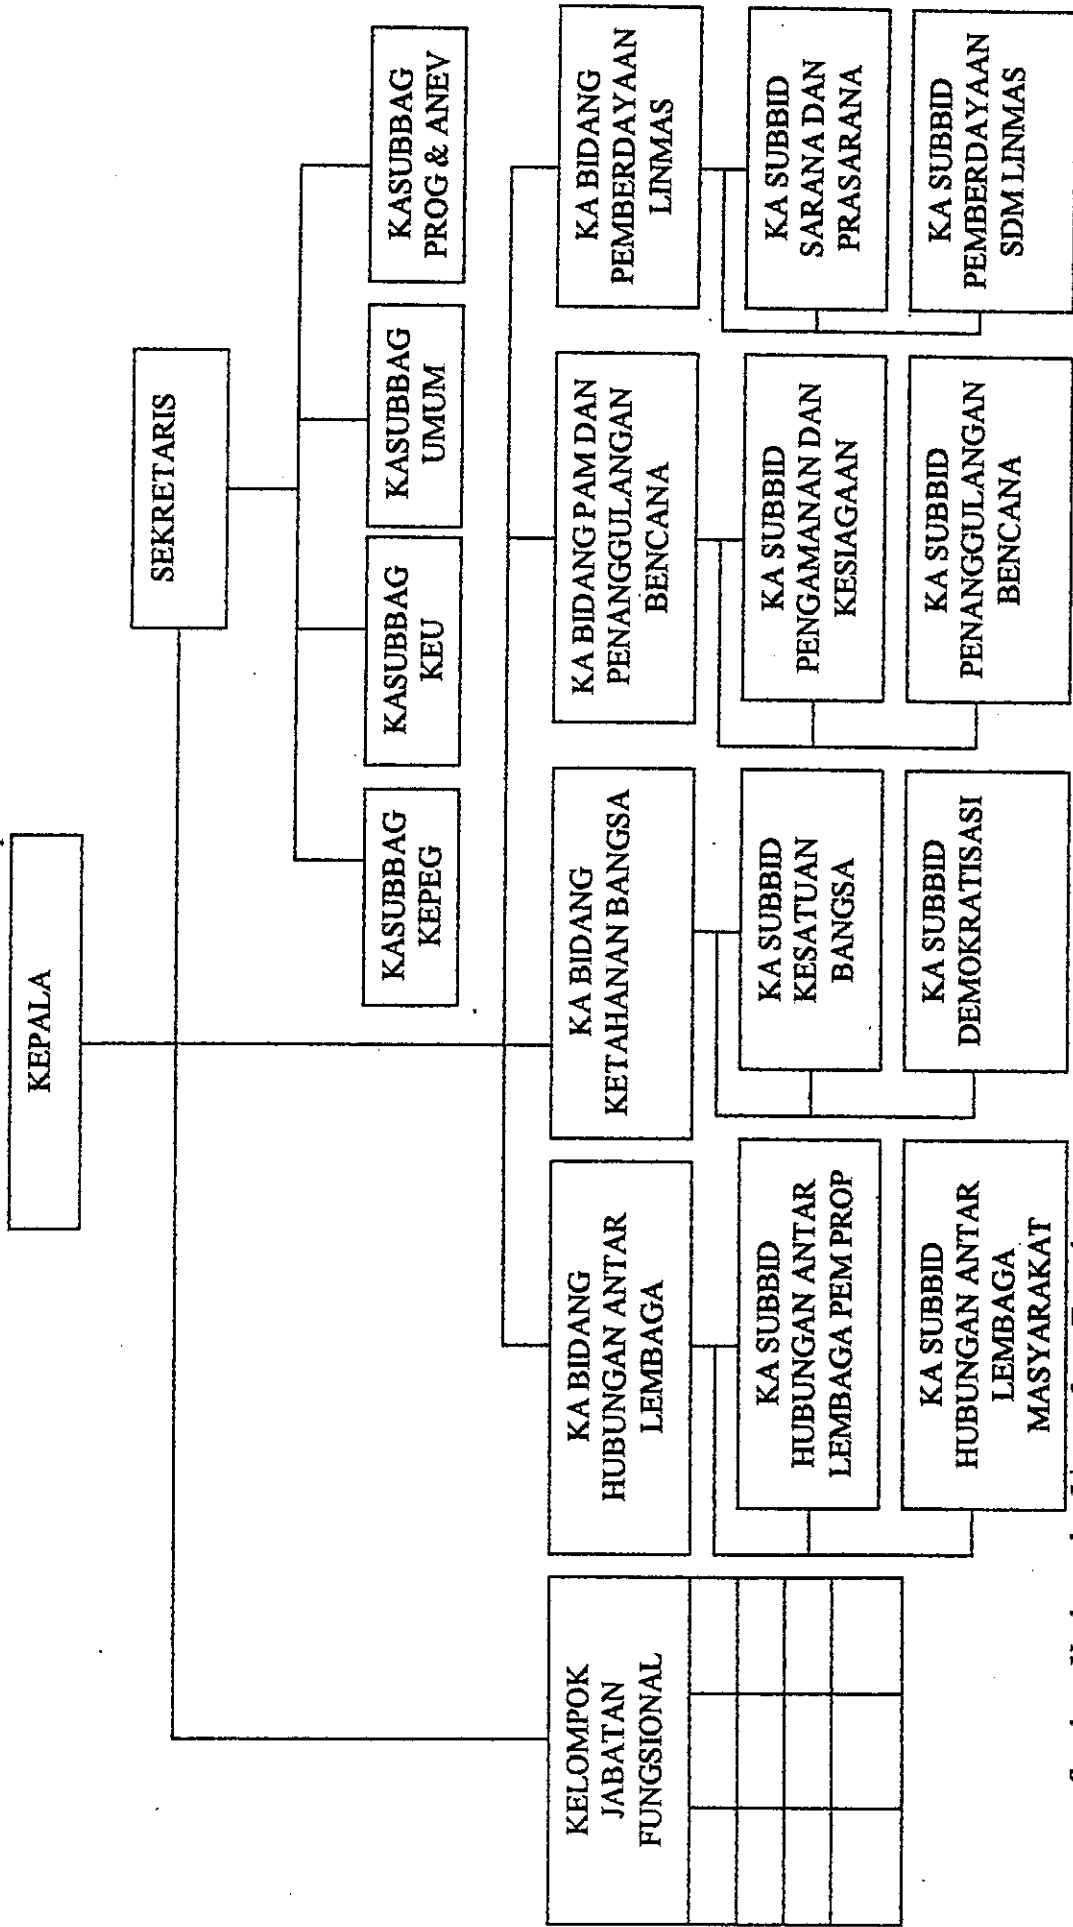 KEPALA
SEKRETARIS
KASUBBAG
KEPEG
KASUBBAG
KEU
KASUBBAG
UMUM
KASUBBAG
PROG & ANEV
KELOMPOK
JABATAN
FUNGSIONAL
KA BIDANG
HUBUNGAN ANTAR
LEMBAGA
KA BIDANG
KETAHANAN BANGSA
KA BIDANG PAM DAN
PENANGGULANGAN
BENCANA
KA BIDANG
PEMBERDAYAAN
LINMAS
KA SUBBID
HUBUNGAN ANTAR
LEMBAGA PEM PROP
KA SUBBID
KESATUAN
BANGSA
KA SUBBID
PENGAMANAN DAN
KESIAGAAN
KA SUBBID
SARANA DAN
PRASARANA
KA SUBBID
HUBUNGAN ANTAR
LEMBAGA
MASYARAKAT
KA SUBBID
DEMOKRATISASI
KA SUBBID
PENANGGULANGAN
BENCANA
KA SUBBID
PEMBERDAYAAN
SDM LINMAS